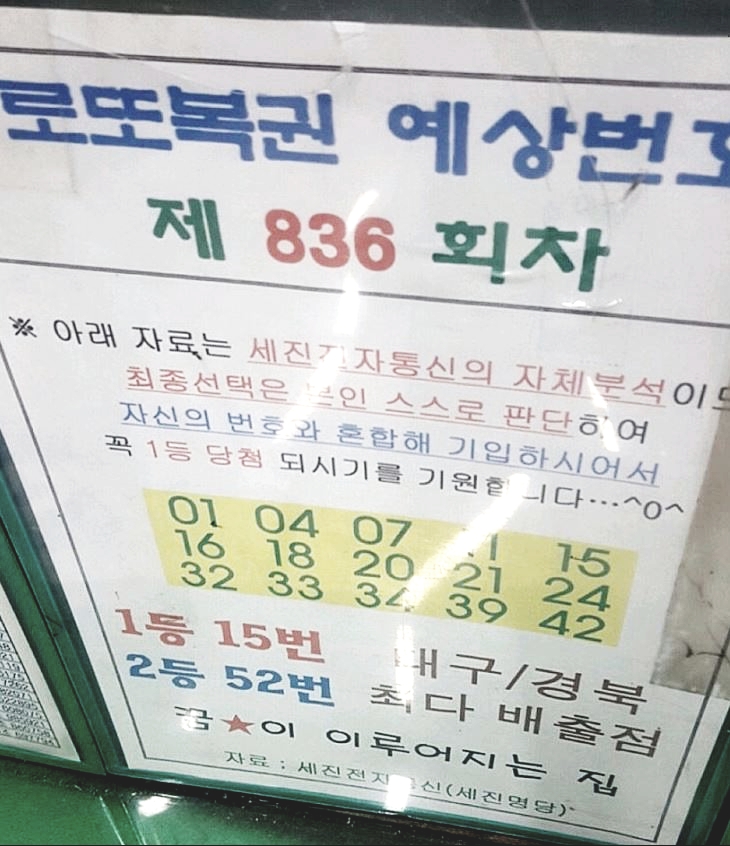 로또복권 예상번호
제 836 회차
※ 아래 자료는 세진전자통신의 자체분석이
최종선택은 본인 스스로 판단하여
자신의 번호와 혼합해 기입하시어서
꼭 1등 당첨 되시기를 기원합니다…^0^
01 04 07 11 15
16 18 20 21 24
32 33 34 39 42
1등 15번
2등 52번
대구/경북
최다 배출점
꿈★이 이루어지는 집
자료 : 세진전자통신(세진명당)